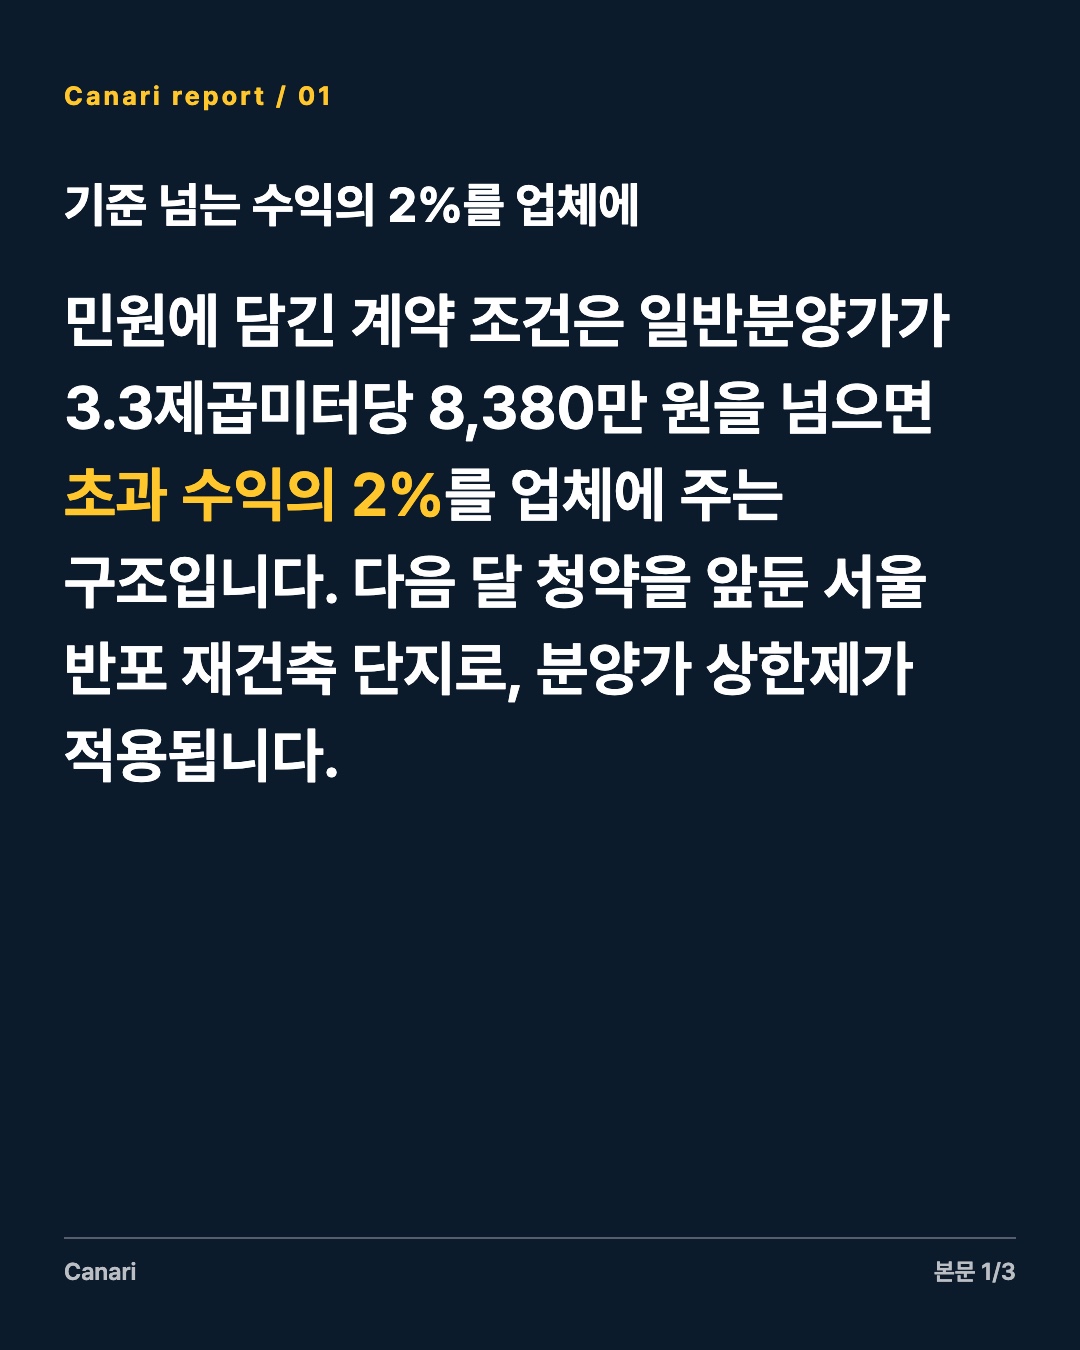 Canari report / 01
기준 넘는 수익의 2%를 업체에
민원에 담긴 계약 조건은 일반분양가가
3.3제곱미터당 8,380만 원을 넘으면
초과 수익의 2%를 업체에 주는
구조입니다. 다음 달 청약을 앞둔 서울
반포 재건축 단지로, 분양가 상한제가
적용됩니다.
Canari
본문 1/3